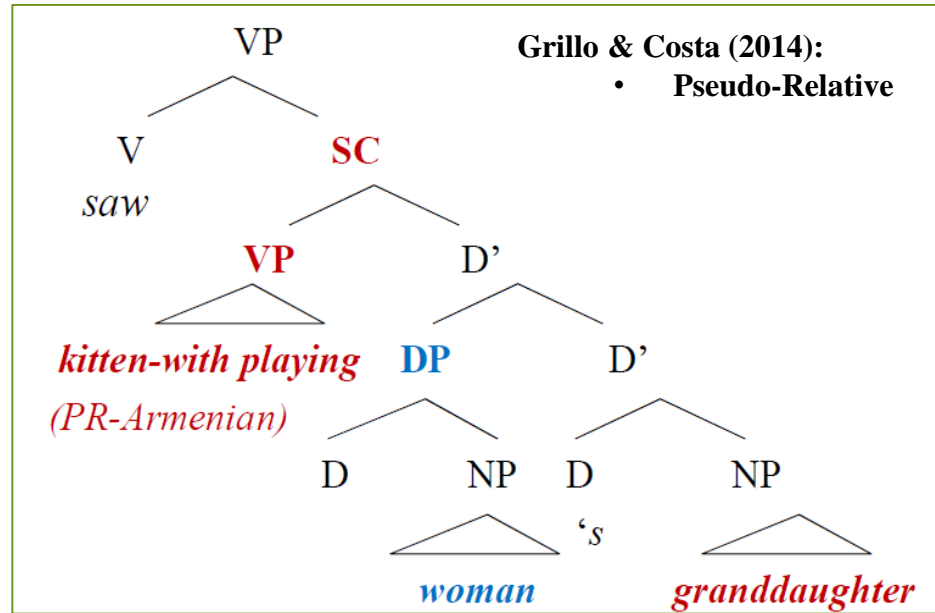 VP
Grillo & Costa (2014):
• Pseudo-Relative
V SC
saw
VP D’
kitten-with playing DP D’
(PR-Armenian)
D NP D NP
‘s
woman granddaughter